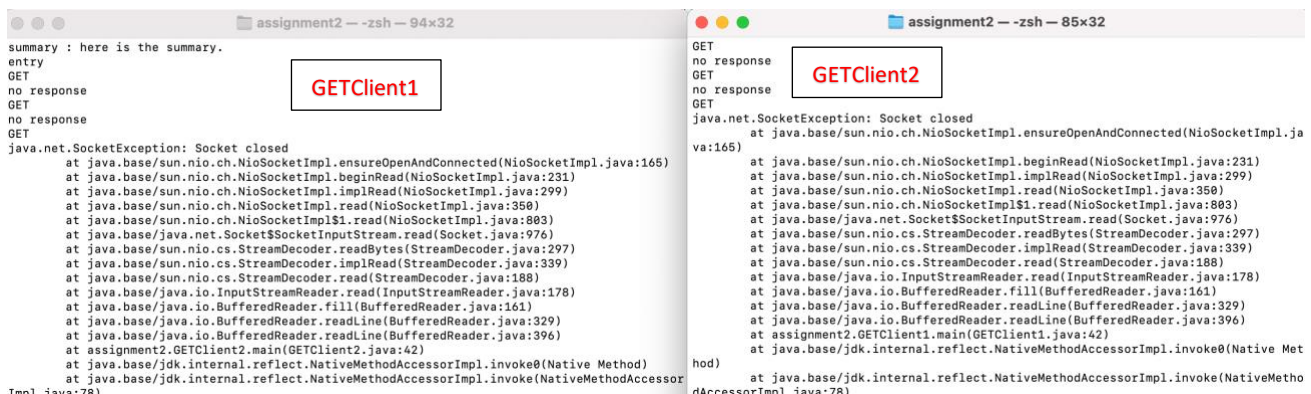 assignment2 — -zsh — 94×32
summary : here is the summary.
entry
GET
no response
GET
no response
GET
java.net.SocketException: Socket closed
at java.base/sun.nio.ch.NioSocketImpl.ensureOpenAndConnected(NioSocketImpl.java:165)
at java.base/sun.nio.ch.NioSocketImpl.beginRead(NioSocketImpl.java:231)
at java.base/sun.nio.ch.NioSocketImpl.implRead(NioSocketImpl.java:299)
at java.base/sun.nio.ch.NioSocketImpl.read(NioSocketImpl.java:350)
at java.base/sun.nio.ch.NioSocketImpl$1.read(NioSocketImpl.java:803)
at java.base/java.net.Socket$SocketInputStream.read(Socket.java:976)
at java.base/sun.nio.cs.StreamDecoder.readBytes(StreamDecoder.java:297)
at java.base/sun.nio.cs.StreamDecoder.implRead(StreamDecoder.java:339)
at java.base/sun.nio.cs.StreamDecoder.read(StreamDecoder.java:188)
at java.base/java.io.InputStreamReader.read(InputStreamReader.java:178)
at java.base/java.io.BufferedReader.fill(BufferedReader.java:161)
at java.base/java.io.BufferedReader.readLine(BufferedReader.java:329)
at java.base/java.io.BufferedReader.readLine(BufferedReader.java:396)
at assignment2.GETClient2.main(GETClient2.java:42)
at java.base/jdk.internal.reflect.NativeMethodAccessorImpl.invoke0(Native Method)
at java.base/jdk.internal.reflect.NativeMethodAccessorImpl.invoke(NativeMethodAccessor
Impl.java:78)
GETClient1
assignment2 — -zsh — 85×32
GET
no response
GET
no response
GET
java.net.SocketException: Socket closed
at java.base/sun.nio.ch.NioSocketImpl.ensureOpenAndConnected(NioSocketImpl.ja
va:165)
at java.base/sun.nio.ch.NioSocketImpl.beginRead(NioSocketImpl.java:231)
at java.base/sun.nio.ch.NioSocketImpl.implRead(NioSocketImpl.java:299)
at java.base/sun.nio.ch.NioSocketImpl.read(NioSocketImpl.java:350)
at java.base/sun.nio.ch.NioSocketImpl$1.read(NioSocketImpl.java:803)
at java.base/java.net.Socket$SocketInputStream.read(Socket.java:976)
at java.base/sun.nio.cs.StreamDecoder.readBytes(StreamDecoder.java:297)
at java.base/sun.nio.cs.StreamDecoder.implRead(StreamDecoder.java:339)
at java.base/sun.nio.cs.StreamDecoder.read(StreamDecoder.java:188)
at java.base/java.io.InputStreamReader.read(InputStreamReader.java:178)
at java.base/java.io.BufferedReader.fill(BufferedReader.java:161)
at java.base/java.io.BufferedReader.readLine(BufferedReader.java:329)
at java.base/java.io.BufferedReader.readLine(BufferedReader.java:396)
at assignment2.GETClient1.main(GETClient1.java:42)
at java.base/jdk.internal.reflect.NativeMethodAccessorImpl.invoke0(Native Met
hod)
at java.base/jdk.internal.reflect.NativeMethodAccessorImpl.invoke(NativeMetho
dAccessorImpl.java:78)
GETClient2